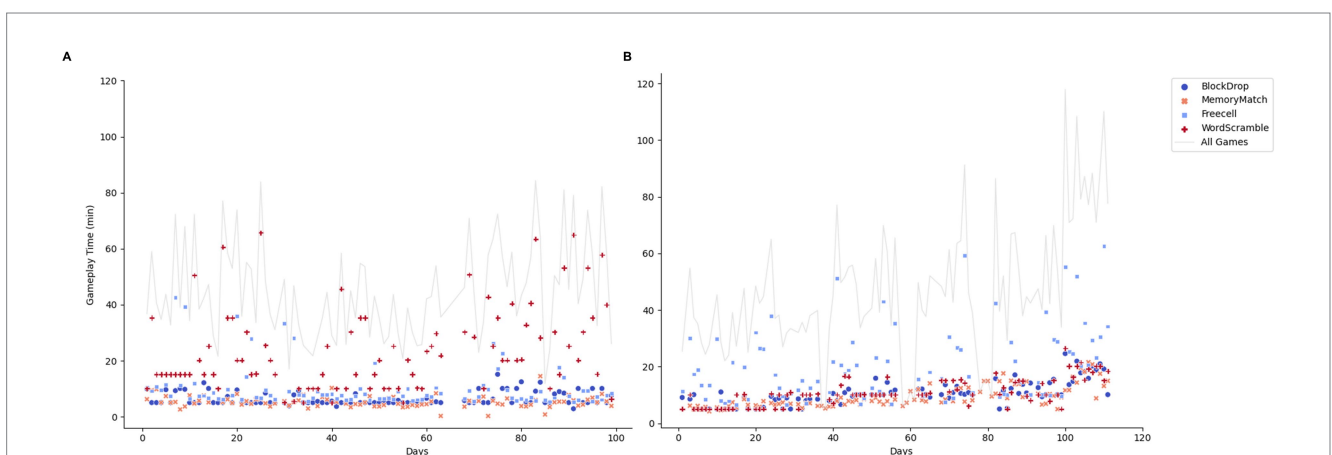 A
B
120
100
80
60
40
20
0
Gameplay Time (min)
0 20 40 60 80 100
Days
120
100
80
60
40
20
0
0 20 40 60 80 100 120
Days
BlockDrop
MemoryMatch
Freecell
WordScramble
All Games